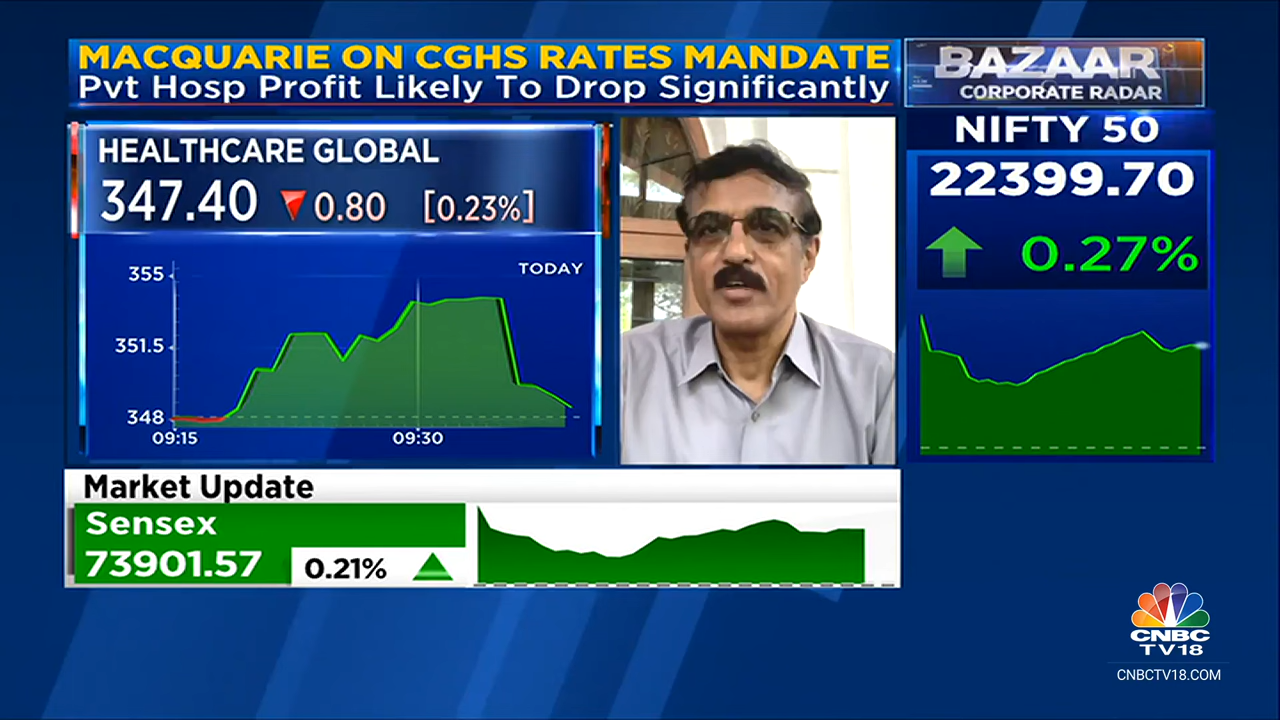 MACQUARIE ON CGHS RATES MANDATE
Pvt Hosp Profit Likely To Drop Significantly
BAZAAR
CORPORATE RADAR
HEALTHCARE GLOBAL
347.40 ▼ 0.80 [0.23%]
TODAY
355
351.5
348
09:15 09:30
NIFTY 50
22399.70
0.27%
Market Update
Sensex
73901.57 0.21%
CNBC
TV18
CNBCTV18.COM